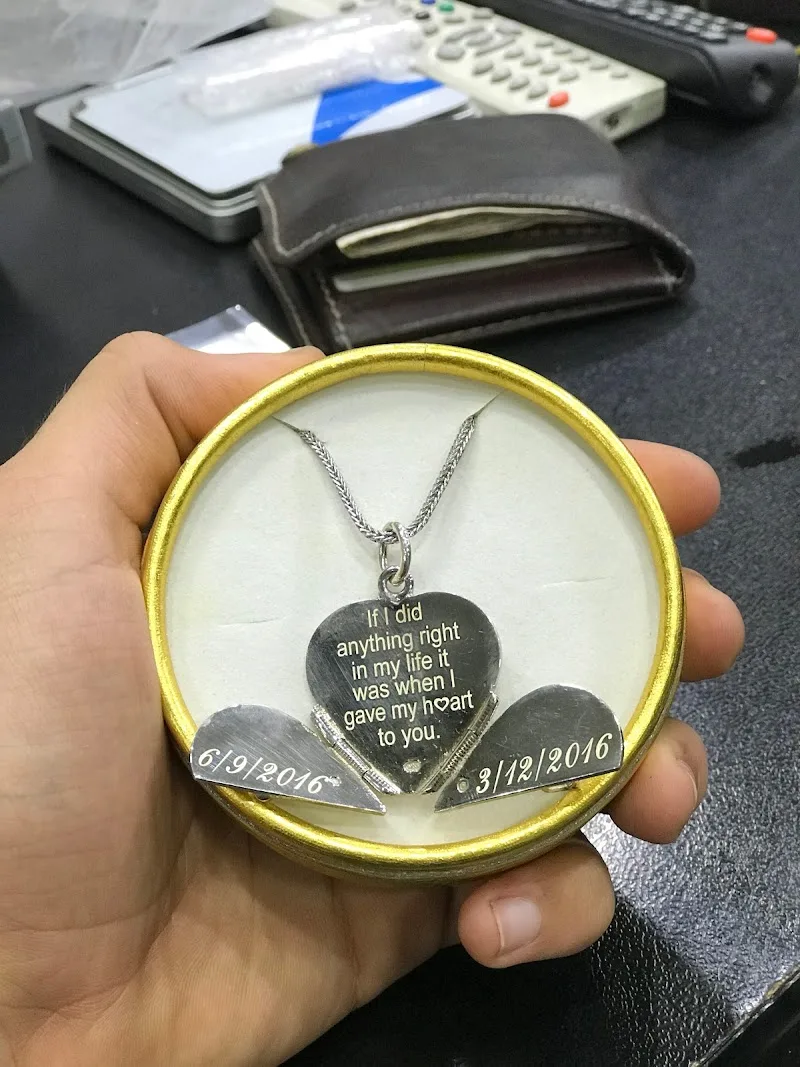 If I did
anything right
in my life it
was when I
gave my h♡art
to you.
6/9/2016
3/12/2016